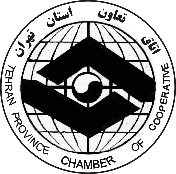 اتاق تعاون استان تهران
TEHRAN PROVINCE CHAMBER OF COOPERATIVE